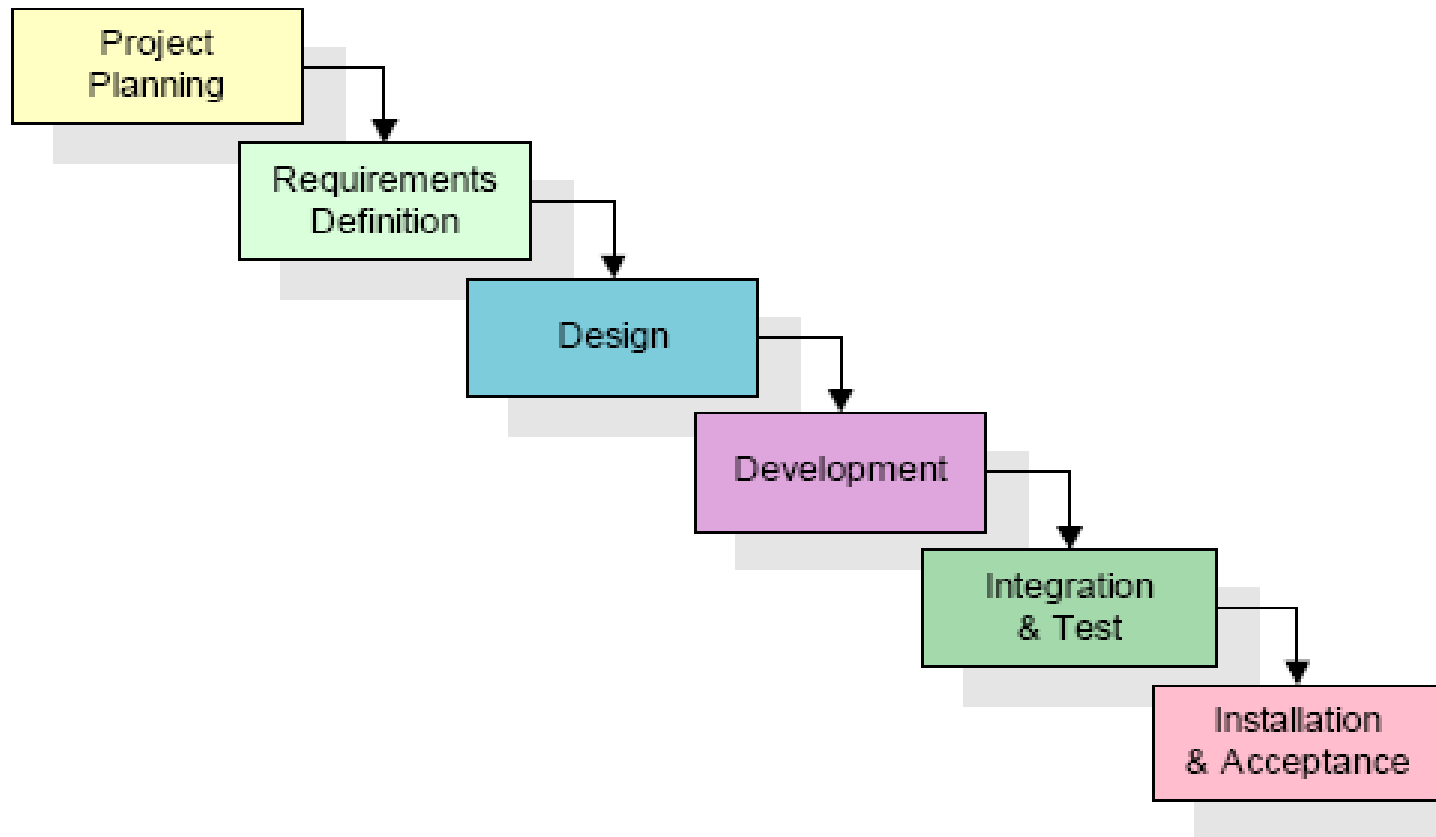 Project
Planning
Requirements
Definition
Design
Development
Integration
& Test
Installation
& Acceptance